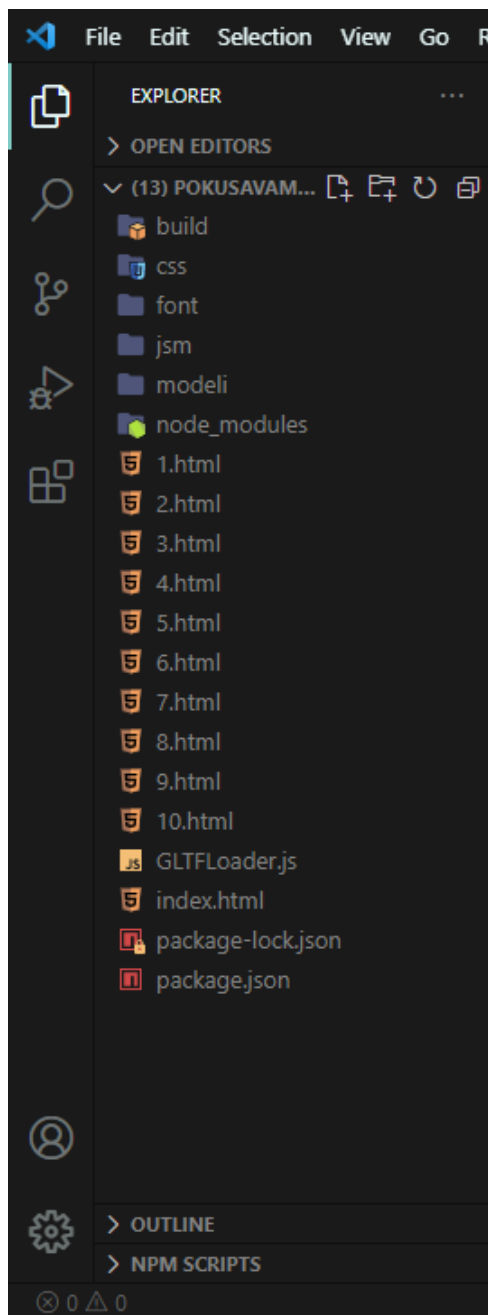 File Edit Selection View Go
EXPLORER
OPEN EDITORS
(13) POKUSAVAM...
build
css
font
jsm
modeli
node_modules
1.html
2.html
3.html
4.html
5.html
6.html
7.html
8.html
9.html
10.html
GLTFLoader.js
index.html
package-lock.json
package.json
OUTLINE
NPM SCRIPTS
0 0